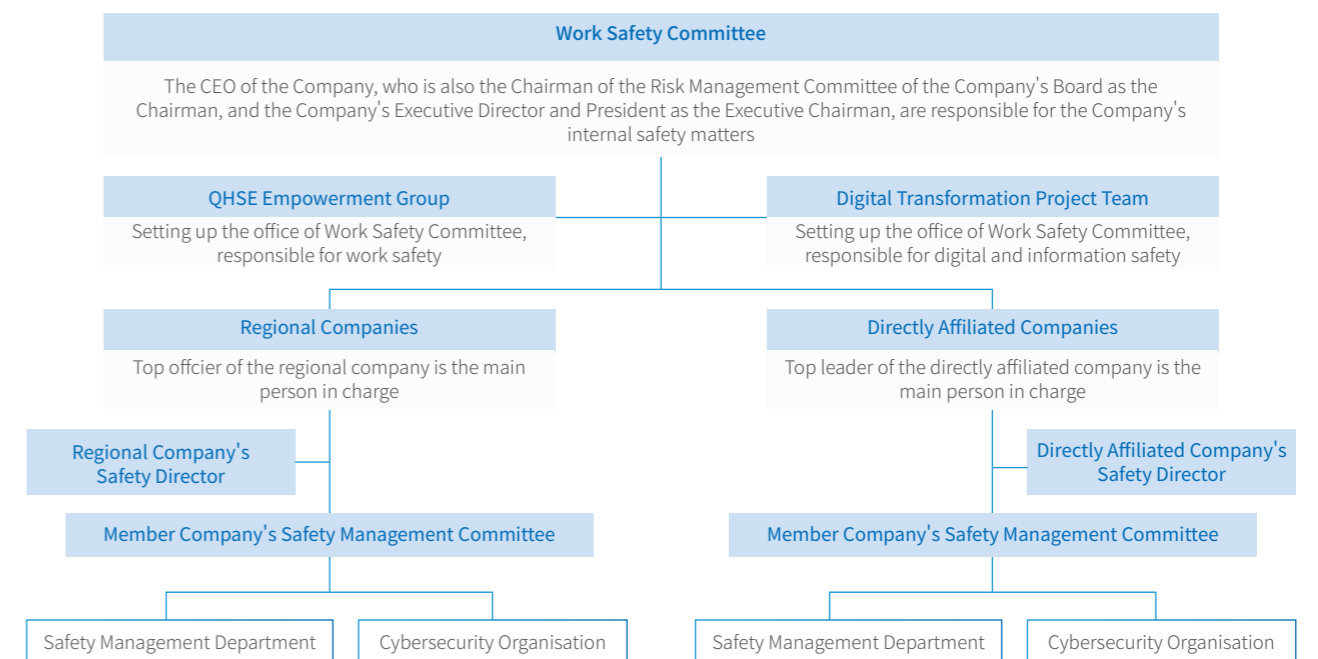 Work Safety Committee
The CEO of the Company, who is also the Chairman of the Risk Management Committee of the Company's Board as the
Chairman, and the Company's Executive Director and President as the Executive Chairman, are responsible for the Company's
internal safety matters
QHSE Empowerment Group
Setting up the office of Work Safety Committee,
responsible for work safety
Digital Transformation Project Team
Setting up the office of Work Safety Committee,
responsible for digital and information safety
Regional Companies
Top offcier of the regional company is the main
person in charge
Directly Affiliated Companies
Top leader of the directly affiliated company is the
main person in charge
Regional Company's
Safety Director
Directly Affiliated Company's
Safety Director
Member Company's Safety Management Committee
Member Company's Safety Management Committee
Safety Management Department
Cybersecurity Organisation
Safety Management Department
Cybersecurity Organisation